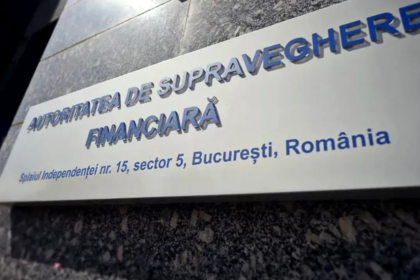 AUTORITATEA DE SUPRAVEGHERE
FINANCIARĂ
Splaiul Independenței nr. 15, sector 5, București, România